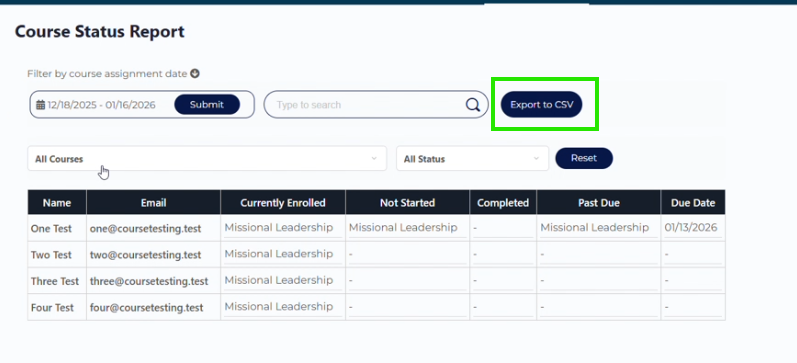 Course Status Report
Filter by course assignment date
12/18/2025 - 01/16/2026 Submit Type to search Export to CSV
All Courses All Status Reset
Name Email Currently Enrolled Not Started Completed Past Due Due Date
One Test one@coursetesting.test Missional Leadership Missional Leadership - Missional Leadership 01/13/2026
Two Test two@coursetesting.test Missional Leadership - - - -
Three Test three@coursetesting.test Missional Leadership - - - -
Four Test four@coursetesting.test Missional Leadership - - - -